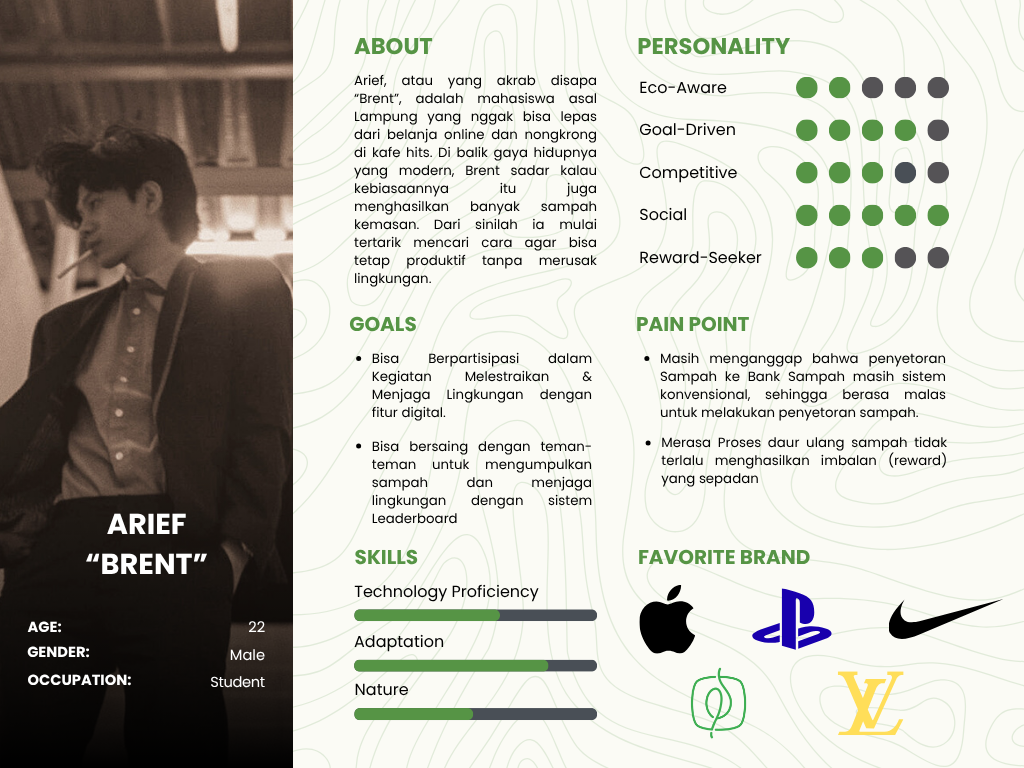 ARIEF
“BRENT”
AGE: 22
GENDER: Male
OCCUPATION: Student
ABOUT
Arief, atau yang akrab disapa
“Brent”, adalah mahasiswa asal
Lampung yang nggak bisa lepas
dari belanja online dan nongkrong
di kafe hits. Di balik gaya hidupnya
yang modern, Brent sadar kalau
kebiasaannya itu juga
menghasilkan banyak sampah
kemasan. Dari sinilah ia mulai
tertarik mencari cara agar bisa
tetap produktif tanpa merusak
lingkungan.
PERSONALITY
Eco-Aware
Goal-Driven
Competitive
Social
Reward-Seeker
GOALS
• Bisa Berpartisipasi dalam
Kegiatan Melestraikan &
Menjaga Lingkungan dengan
fitur digital.
• Bisa bersaing dengan teman-
teman untuk mengumpulkan
sampah dan menjaga
lingkungan dengan sistem
Leaderboard
PAIN POINT
• Masih menganggap bahwa penyetoran
Sampah ke Bank Sampah masih sistem
konvensional, sehingga berasa malas
untuk melakukan penyetoran sampah.
• Merasa Proses daur ulang sampah tidak
terlalu menghasilkan imbalan (reward)
yang sepadan
SKILLS
Technology Proficiency
Adaptation
Nature
FAVORITE BRAND
LV